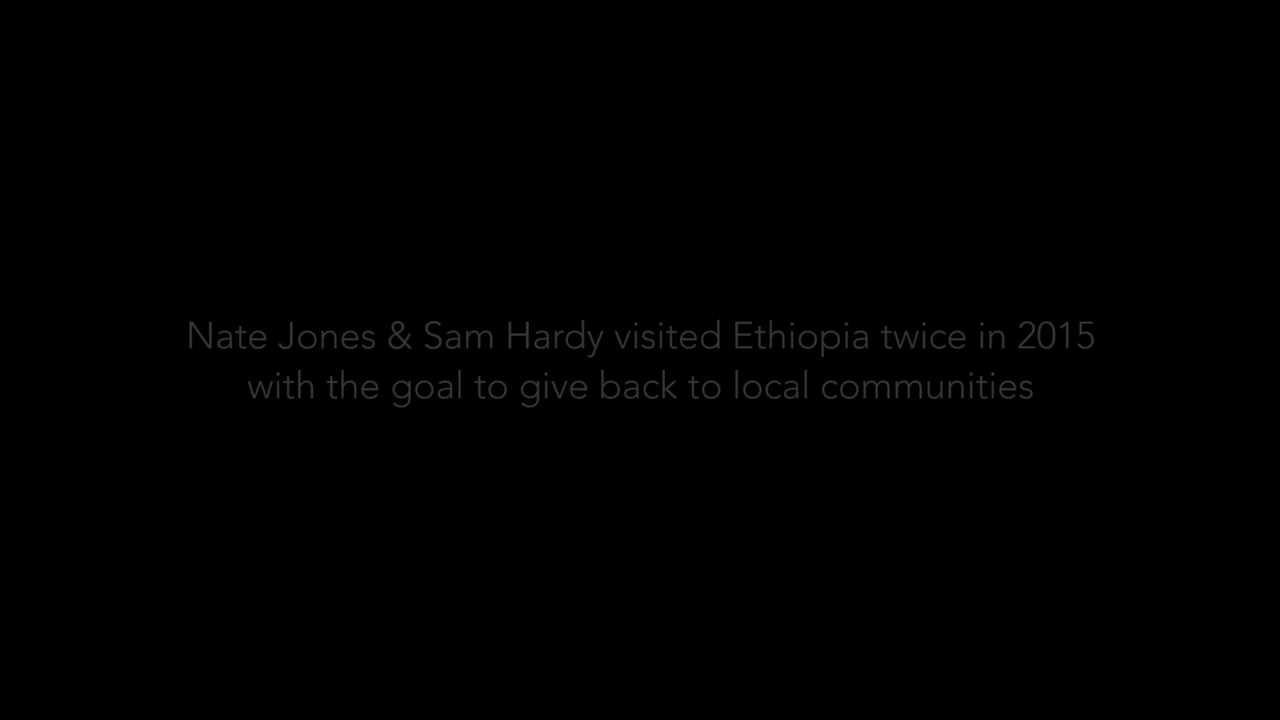 Nate Jones & Sam Hardy visited Ethiopia twice in 2015
with the goal to give back to local communities